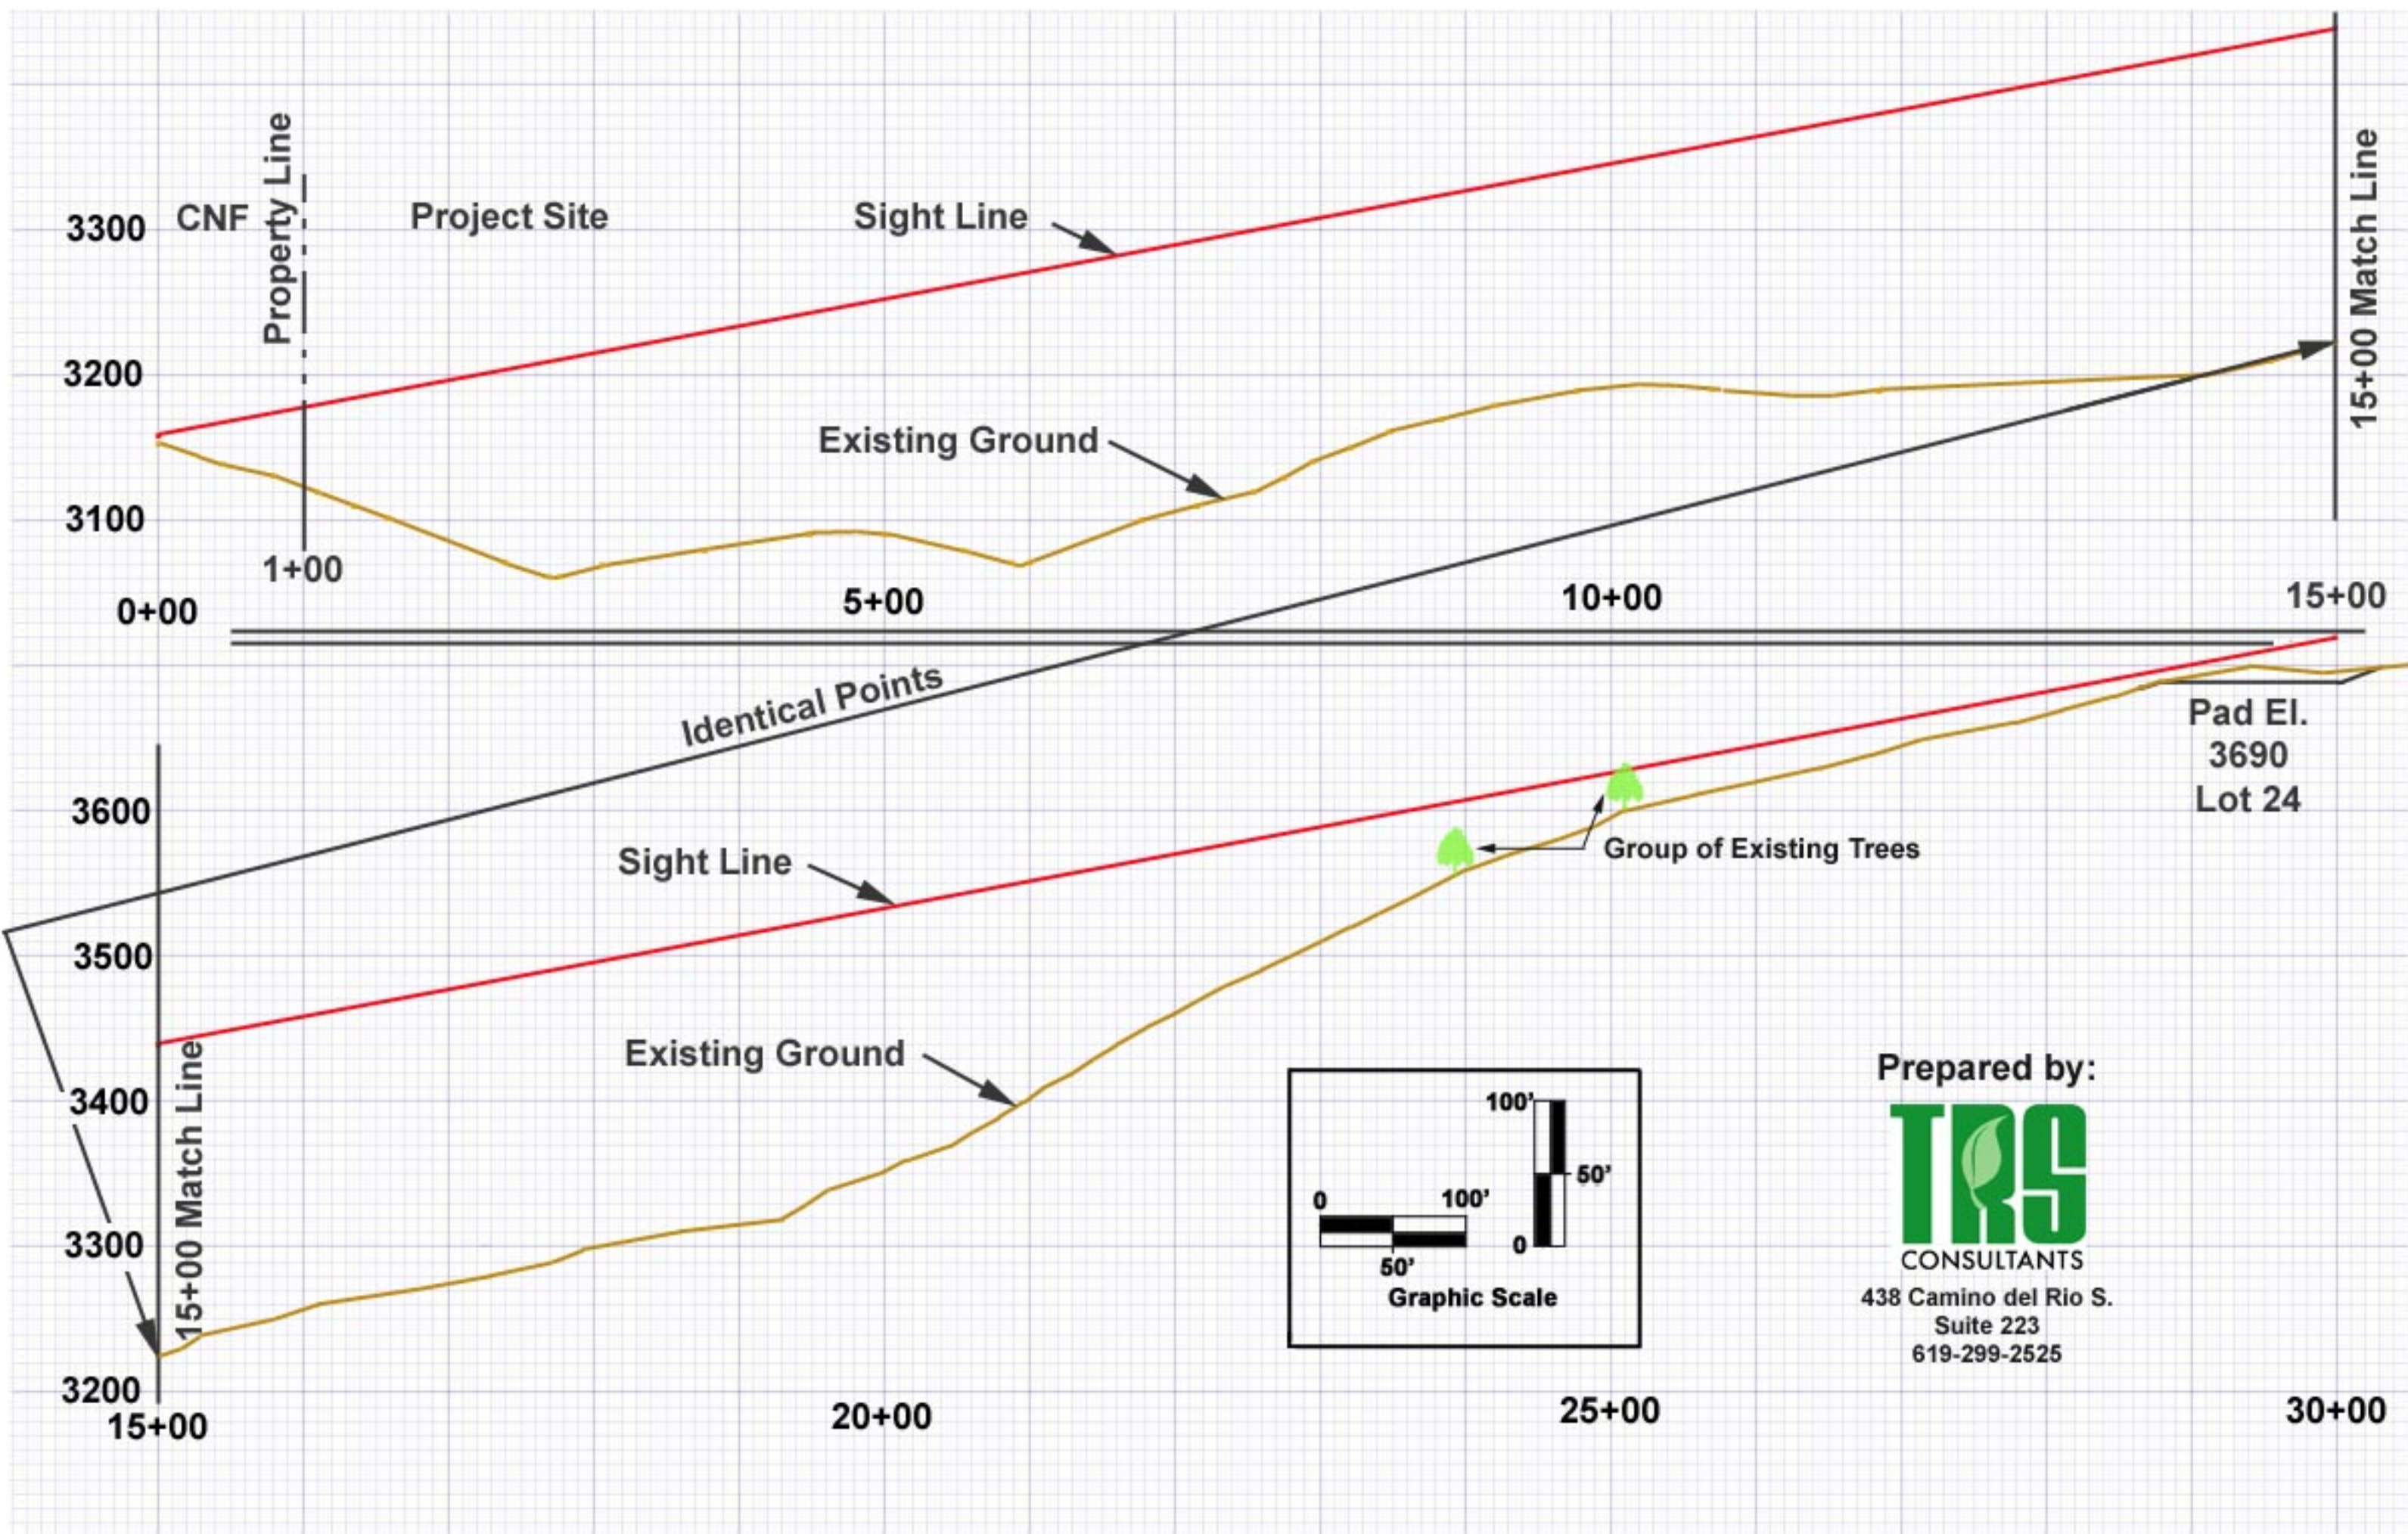 CNF
Property Line
Project Site
Sight Line
15+00 Match Line
3300
3200
3100
Existing Ground
1+00
0+00
5+00
10+00
15+00
Identical Points
Pad El.
3690
Lot 24
3600
3500
3400
3300
3200
Sight Line
Group of Existing Trees
Existing Ground
15+00 Match Line
100'
50'
0
0
100'
50'
Graphic Scale
Prepared by:
TRS
CONSULTANTS
438 Camino del Rio S.
Suite 223
619-299-2525
15+00
20+00
25+00
30+00